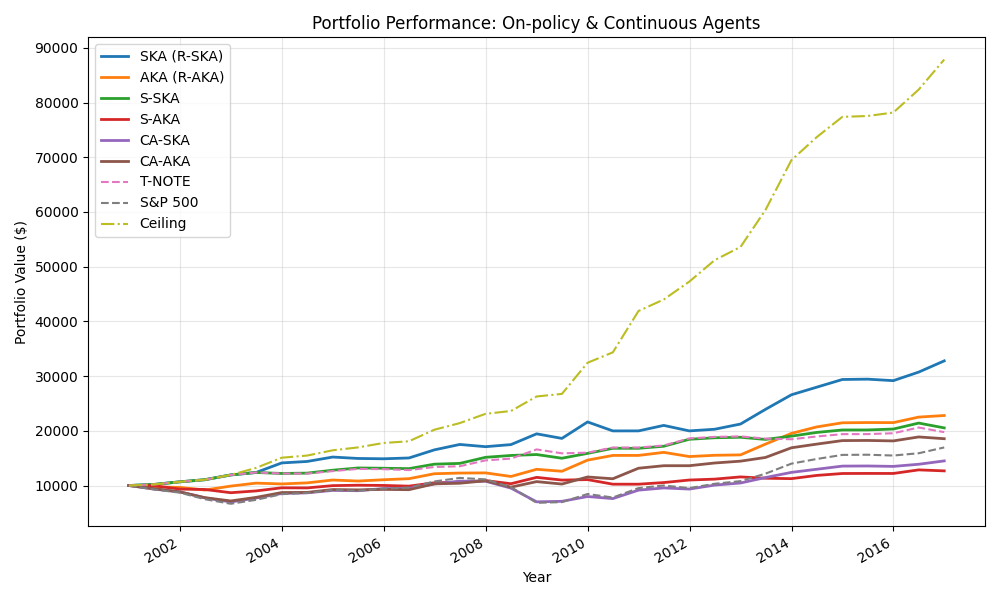 Portfolio Performance: On-policy & Continuous Agents
Portfolio Value ($)
90000
80000
70000
60000
50000
40000
30000
20000
10000
SKA (R-SKA)
AKA (R-AKA)
S-SKA
S-AKA
CA-SKA
CA-AKA
T-NOTE
S&P 500
Ceiling
2002
2004
2006
2008
2010
2012
2014
2016
Year